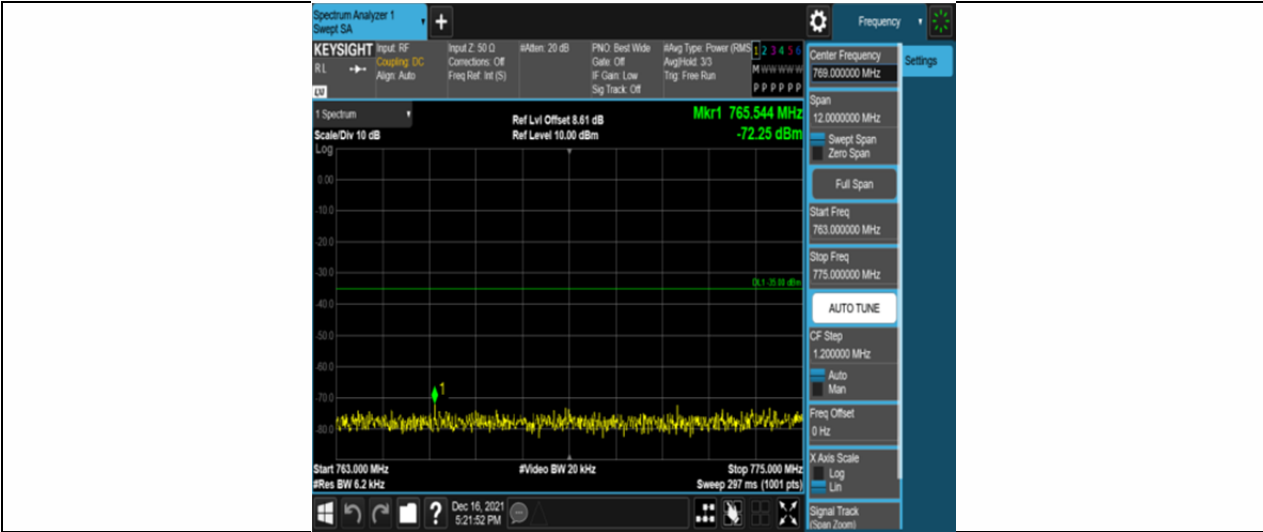 Spectrum Analyzer 1
Swept SA
+
Frequency
KEYSIGHT
RL
LV
Input: RF
Coupling: DC
Align: Auto
Input Z: 50 Ω
Corrections: Off
Freq Ref: Int (S)
#Atten: 20 dB
PNO: Best Wide
Gate: Off
IF Gain: Low
Sig Track: Off
#Avg Type: Power (RMS
Avg|Hold: 3/3
Trig: Free Run
1 2 3 4 5 6
M W W W W W
P P P P P P
1 Spectrum
Scale/Div 10 dB
Log
Ref Lvl Offset 8.61 dB
Ref Level 10.00 dBm
Mkr1 765.544 MHz
-72.25 dBm
0.00
-10.0
-20.0
-30.0
DL1 -35.00 dBm
-40.0
-50.0
-60.0
-70.0
1
-80.0
Start 763.000 MHz
#Res BW 6.2 kHz
#Video BW 20 kHz
Stop 775.000 MHz
Sweep 297 ms (1001 pts)
?
Dec 16, 2021
5:21:52 PM
Center Frequency
769.000000 MHz
Span
12.0000000 MHz
Swept Span
Zero Span
Full Span
Start Freq
763.000000 MHz
Stop Freq
775.000000 MHz
AUTO TUNE
CF Step
1.200000 MHz
Auto
Man
Freq Offset
0 Hz
X Axis Scale
Log
Lin
Signal Track
(Span Zoom)
Settings